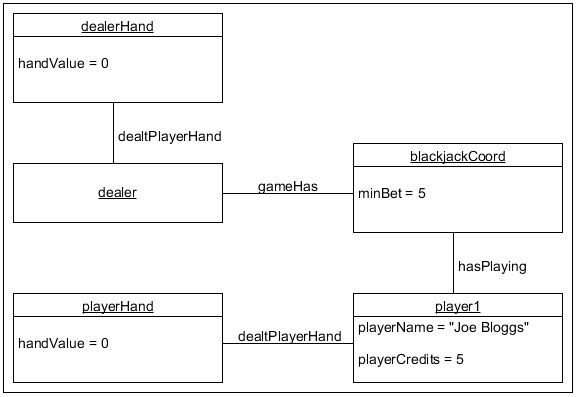 dealerHand
handValue = 0
dealtPlayerHand
dealer
gameHas
blackjackCoord
minBet = 5
hasPlaying
playerHand
handValue = 0
dealtPlayerHand
player1
playerName = "Joe Bloggs"
playerCredits = 5